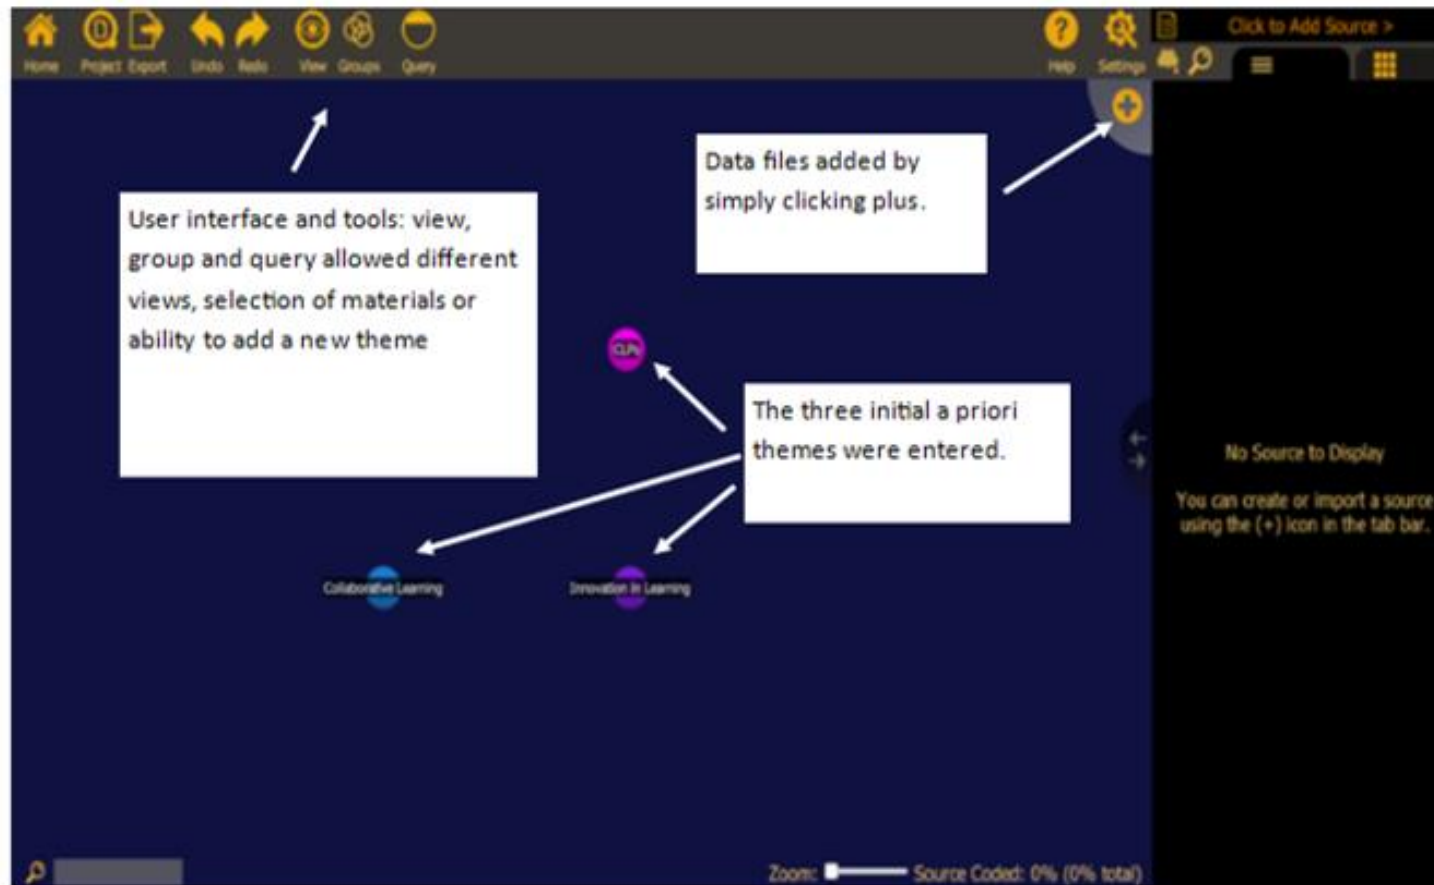 Home Project Export Undo Redo View Groups Query Help Settings
Click to Add Source >
Data files added by
simply clicking plus.
User interface and tools: view,
group and query allowed different
views, selection of materials or
ability to add a new theme
CLPs
The three initial a priori
themes were entered.
No Source to Display
You can create or import a source
using the (+) icon in the tab bar.
Collaborative Learning
Innovation in Learning
Zoom: Source Coded: 0% (0% total)